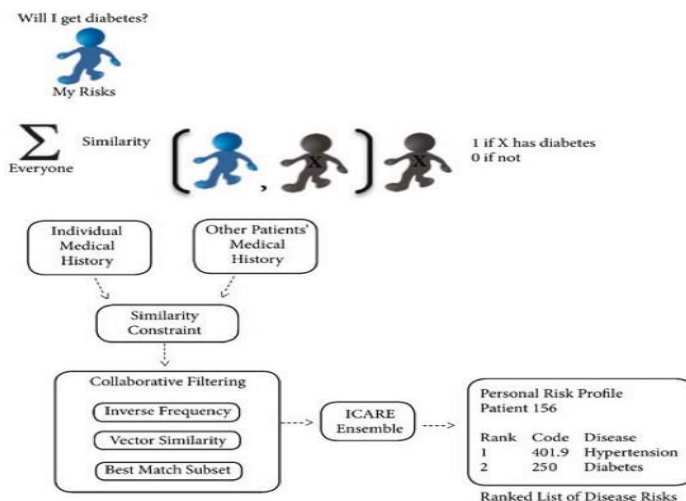 Will I get diabetes?
My Risks
Σ
Everyone
Similarity
( , X ) X
1 if X has diabetes
0 if not
Individual
Medical
History
Other Patients'
Medical
History
Similarity
Constraint
Collaborative Filtering
Inverse Frequency
Vector Similarity
Best Match Subset
ICARE
Ensemble
Personal Risk Profile
Patient 156
Rank Code Disease
1 401.9 Hypertension
2 250 Diabetes
Ranked List of Disease Risks